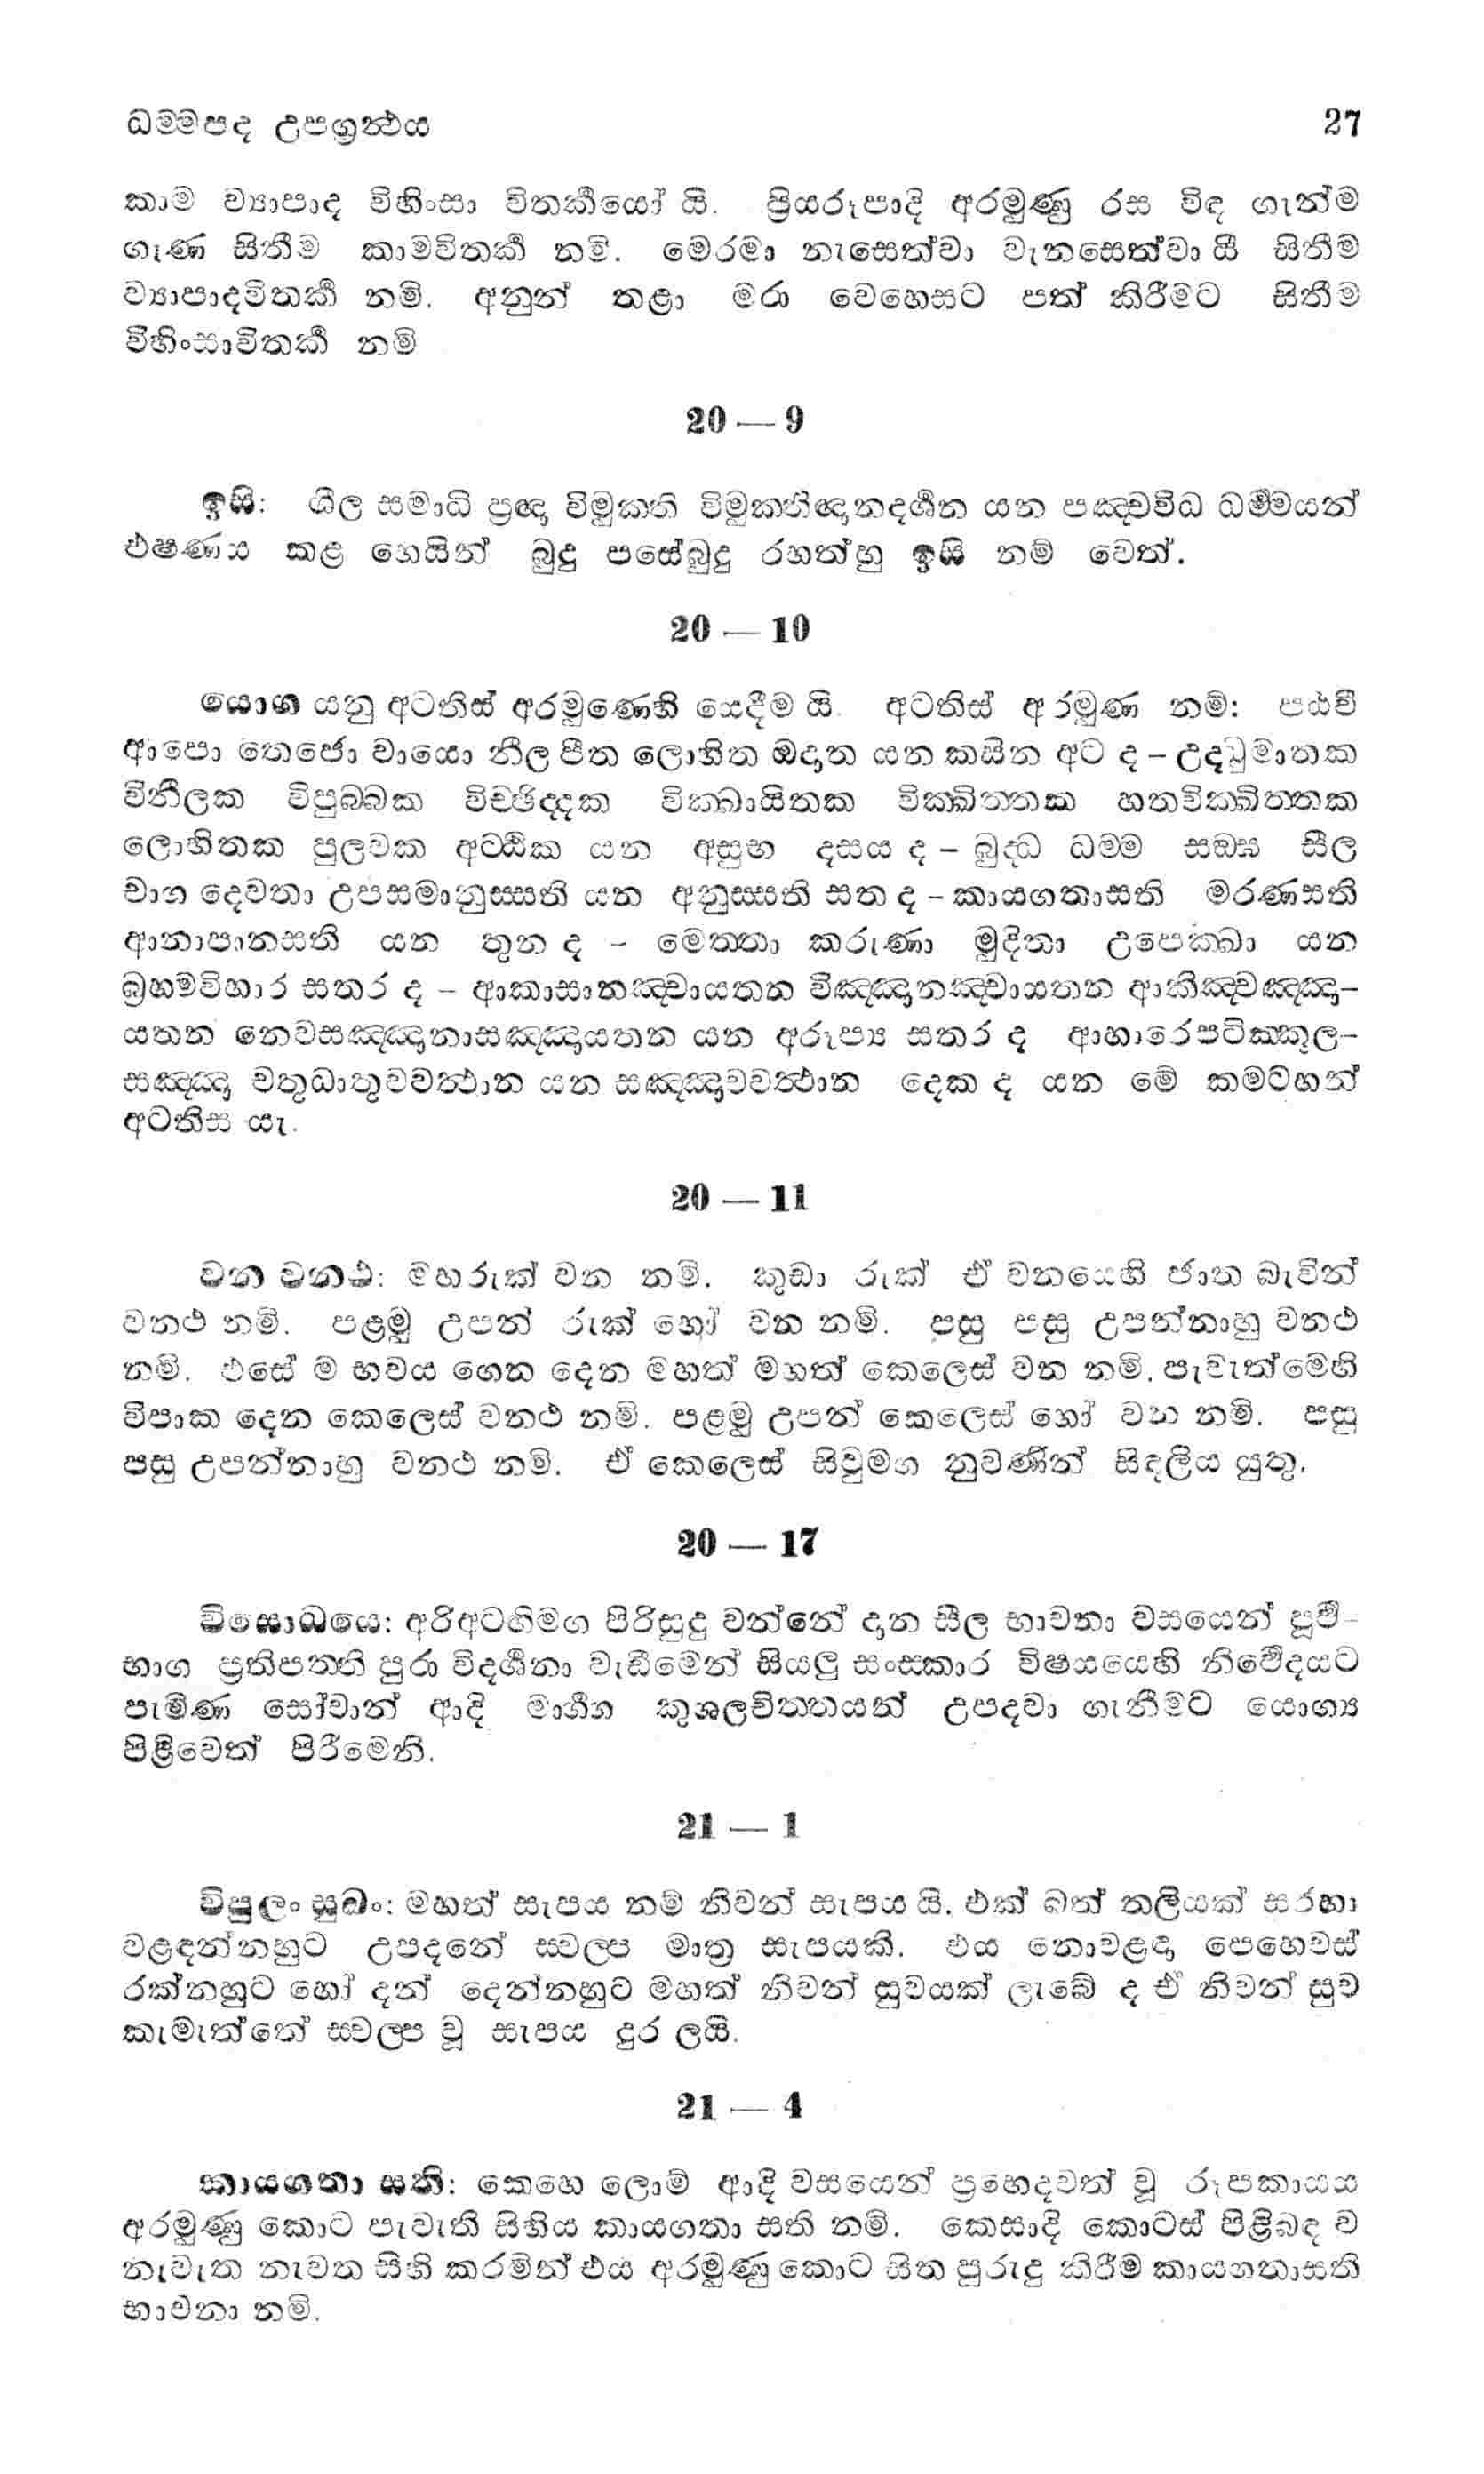 ධම්මපද උපග්‍රන්ථය 27
කාම ව්‍යාපාද විහිංසා විතර්කයෝ යි. ප්‍රියරූපාදි අරමුණු රස විඳ ගැන්ම
ගැණ සිතීම කාමවිතර්ක නම්. මෙරමා නැසෙත්වා වැනසෙත්වා යී සිතීම
ව්‍යාපාදවිතර්ක නම්. අනුන් තළා මරා වෙහෙසට පත් කිරීමට සිතීම
විහිංසාවිතර්ක නම්
20 — 9
ඉසි: ශීල සමාධි ප්‍රඥා විමුක්ති විමුක්තිඥානදර්ශන යන පඤ්චවිධ ධර්මයන්
එෂණය කළ හෙයින් බුදු පසේබුදු රහත්හු ඉසි නම් වෙත්.
20 — 10
යොග යනු අටතිස් අරමුණෙහි යෙදීම යි. අටතිස් අරමුණ නම්: පඨවි
ආපො තෙජො වායො නීල පීත ලොහිත ඔදාත යන කසින අට ද – උද්ධුමාතක
විනීලක විපුබ්බක විච්ඡිද්දක වික්ඛායිතක වික්ඛිත්තක හතවික්ඛිත්තක
ලොහිතක පුලවක අට්ඨික යන අසුභ දසය ද – බුද්ධ ධම්ම සඞ්ඝ සීල
චාග දෙවතා උපසමානුස්සති යන අනුස්සති සත ද – කායගතාසති මරණසති
ආනාපානසති යන තුන ද – මෙත්තා කරුණා මුදිතා උපෙක්ඛා යන
බ්‍රහ්මවිහාර සතර ද – ආකාසානඤ්චායතන විඤ්ඤානඤ්චායතන ආකිඤ්චඤ්ඤා–
යතන නෙවසඤ්ඤානාසඤ්ඤායතන යන අරූප්‍ය සතර ද ආහාරෙපටික්කූල–
සඤ්ඤා චතුධාතුවවත්ථාන යන සඤ්ඤාවවත්ථාන දෙක ද යන මේ කමටහන්
අටතිස යැ.
20 — 11
වන වනථ: මහරුක් වන නම්. කුඩා රුක් ඒ වනයෙහි ජාත බැවින්
වනථ නම්. පළමු උපන් රුක් හෝ වන නම්. පසු පසු උපන්නාහු වනථ
නම්. එසේ ම භවය ගෙන දෙන මහත් මහත් කෙලෙස් වන නම්. පැවැත්මෙහි
විපාක දෙන කෙලෙස් වනථ නම්. පළමු උපන් කෙලෙස් හෝ වන නම්. පසු
පසු උපන්නාහු වනථ නම්. ඒ කෙලෙස් සිවුමග නුවණින් සිඳලිය යුතු.
20 — 17
විසොධයෙ: අරිඅටඟිමග පිරිසුදු වන්නේ දාන සීල භාවනා වසයෙන් පූර්ව–
භාග ප්‍රතිපත්ති පුරා විදර්ශනා වැඩීමෙන් සියලු සංස්කාර විෂයයෙහි නිර්වේදයට
පැමිණ සෝවාන් ආදි මාර්ග කුශලචිත්තයන් උපදවා ගැනීමට යොග්‍ය
පිළිවෙත් පිරීමෙනි.
21 — 1
විපුලං සුඛං: මහත් සැපය නම් නිවන් සැපය යි. එක් බත් තලියක් සරහා
වළඳන්නහුට උපදනේ ස්වල්ප මාත්‍ර සැපයකි. එය නොවළඳා පෙහෙවස්
රක්නහුට හෝ දන් දෙන්නහුට මහත් නිවන් සුවයක් ලැබේ ද ඒ නිවන් සුව
කැමැත්තේ ස්වල්ප වූ සැපය දුර ලයි.
21 — 4
කායගතා සති: කෙහෙ ලොම් ආදි වසයෙන් ප්‍රභෙදවත් වූ රූපකායය
අරමුණු කොට පැවැති සිහිය කායගතා සති නම්. කෙසාදි කොටස් පිළිබඳ ව
නැවැත නැවත සිහි කරමින් එය අරමුණු කොට සිත පුරුදු කිරීම කායගතාසති
භාවනා නම්.